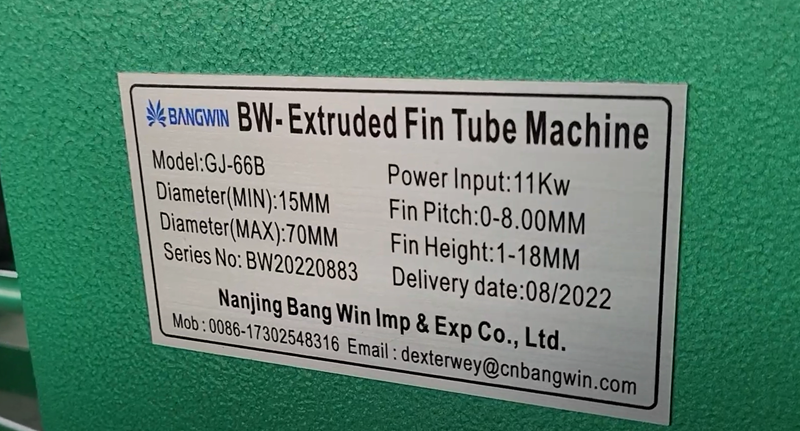 BANGWIN BW- Extruded Fin Tube Machine
Model:GJ-66B
Diameter(MIN):15MM
Diameter(MAX):70MM
Series No: BW20220883
Power Input:11Kw
Fin Pitch:0-8.00MM
Fin Height:1-18MM
Delivery date:08/2022
Nanjing Bang Win Imp & Exp Co., Ltd.
Mob : 0086-17302548316 Email : dexterwey@cnbangwin.com